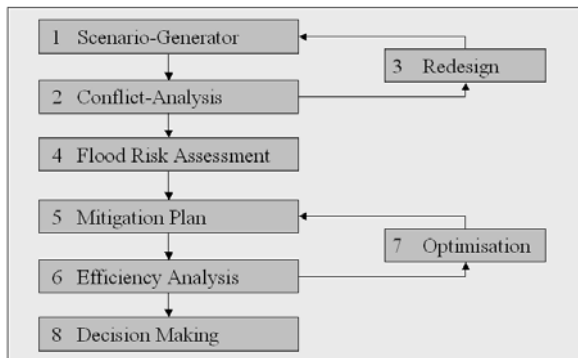 1 Scenario-Generator
3 Redesign
2 Conflict-Analysis
4 Flood Risk Assessment
5 Mitigation Plan
7 Optimisation
6 Efficiency Analysis
8 Decision Making